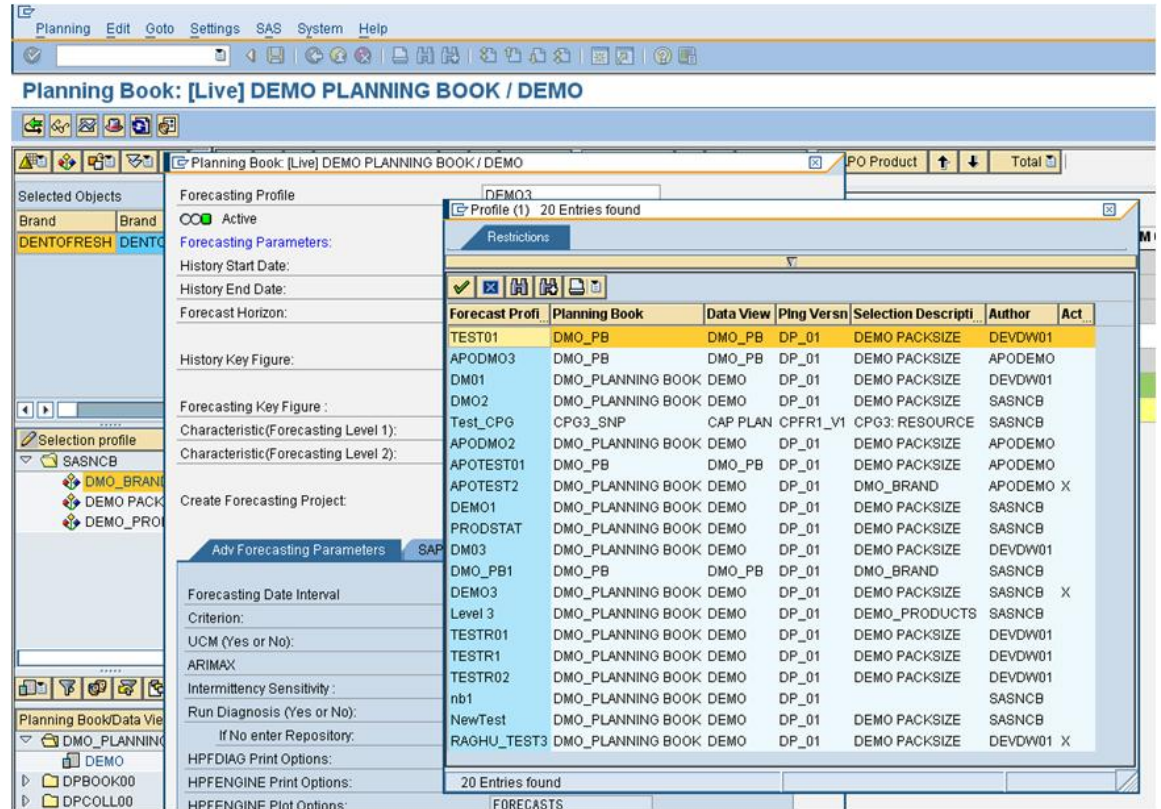 Planning Edit Goto Settings SAS System Help
Planning Book: [Live] DEMO PLANNING BOOK / DEMO
Planning Book: [Live] DEMO PLANNING BOOK / DEMO
PO Product Total
Selected Objects
Brand Brand
DENTOFRESH DENTO
Forecasting Profile DEMO3
Active
Forecasting Parameters:
History Start Date:
History End Date:
Forecast Horizon:
History Key Figure:
Forecasting Key Figure :
Characteristic(Forecasting Level 1):
Characteristic(Forecasting Level 2):
Create Forecasting Project:
Adv Forecasting Parameters SAP
Forecasting Date Interval
Criterion:
UCM (Yes or No):
ARIMAX
Intermittency Sensitivity :
Run Diagnosis (Yes or No):
If No enter Repository:
HPFDIAG Print Options:
HPFENGINE Print Options:
HPFENGINE Plot Options: FORECASTS
Selection profile
SASNCB
DMO_BRAND
DEMO PACK
DEMO_PRO
Planning Book/Data Vie
DMO_PLANNING
DEMO
DPBOOK00
DPCOLL00
Profile (1) 20 Entries found
Restrictions
Forecast Profi... Planning Book Data View Plng Versn Selection Descripti... Author Act...
TEST01 DMO_PB DMO_PB DP_01 DEMO PACKSIZE DEVDW01
APODMO3 DMO_PB DMO_PB DP_01 DEMO PACKSIZE APODEMO
DM01 DMO_PLANNING BOOK DEMO DP_01 DEMO PACKSIZE DEVDW01
DMO2 DMO_PLANNING BOOK DEMO DP_01 DEMO PACKSIZE SASNCB
Test_CPG CPG3_SNP CAP PLAN CPFR1_V1 CPG3: RESOURCE SASNCB
APODMO2 DMO_PLANNING BOOK DEMO DP_01 DEMO PACKSIZE APODEMO
APOTEST01 DMO_PB DMO_PB DP_01 DEMO PACKSIZE APODEMO
APOTEST2 DMO_PLANNING BOOK DEMO DP_01 DMO_BRAND APODEMO X
DEMO1 DMO_PLANNING BOOK DEMO DP_01 DEMO PACKSIZE SASNCB
PRODSTAT DMO_PLANNING BOOK DEMO DP_01 DEMO PACKSIZE SASNCB
DM03 DMO_PLANNING BOOK DEMO DP_01 DEMO PACKSIZE DEVDW01
DMO_PB1 DMO_PB DMO_PB DP_01 DMO_BRAND SASNCB
DEMO3 DMO_PLANNING BOOK DEMO DP_01 DEMO PACKSIZE SASNCB X
Level 3 DMO_PLANNING BOOK DEMO DP_01 DEMO_PRODUCTS SASNCB
TESTR01 DMO_PLANNING BOOK DEMO DP_01 DEMO PACKSIZE DEVDW01
TESTR1 DMO_PLANNING BOOK DEMO DP_01 DEMO PACKSIZE DEVDW01
TESTR02 DMO_PLANNING BOOK DEMO DP_01 DEMO PACKSIZE DEVDW01
nb1 DMO_PLANNING BOOK DEMO DP_01 SASNCB
NewTest DMO_PLANNING BOOK DEMO DP_01 DEMO PACKSIZE SASNCB
RAGHU_TEST3 DMO_PLANNING BOOK DEMO DP_01 DEMO PACKSIZE DEVDW01 X
20 Entries found